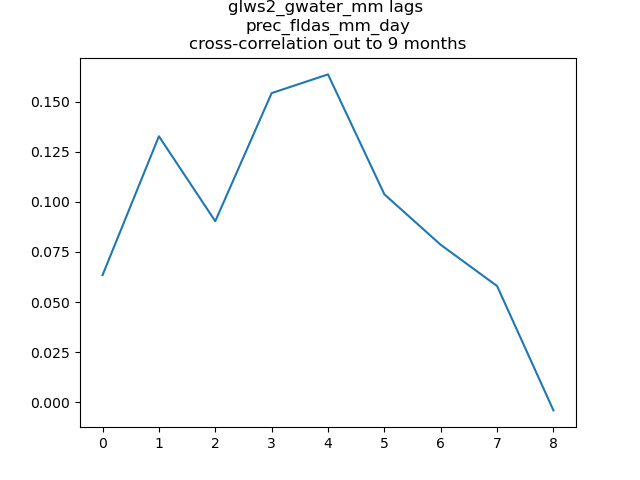 glws2_gwater_mm lags
prec_fldas_mm_day
cross-correlation out to 9 months
0.150
0.125
0.100
0.075
0.050
0.025
0.000
0 1 2 3 4 5 6 7 8